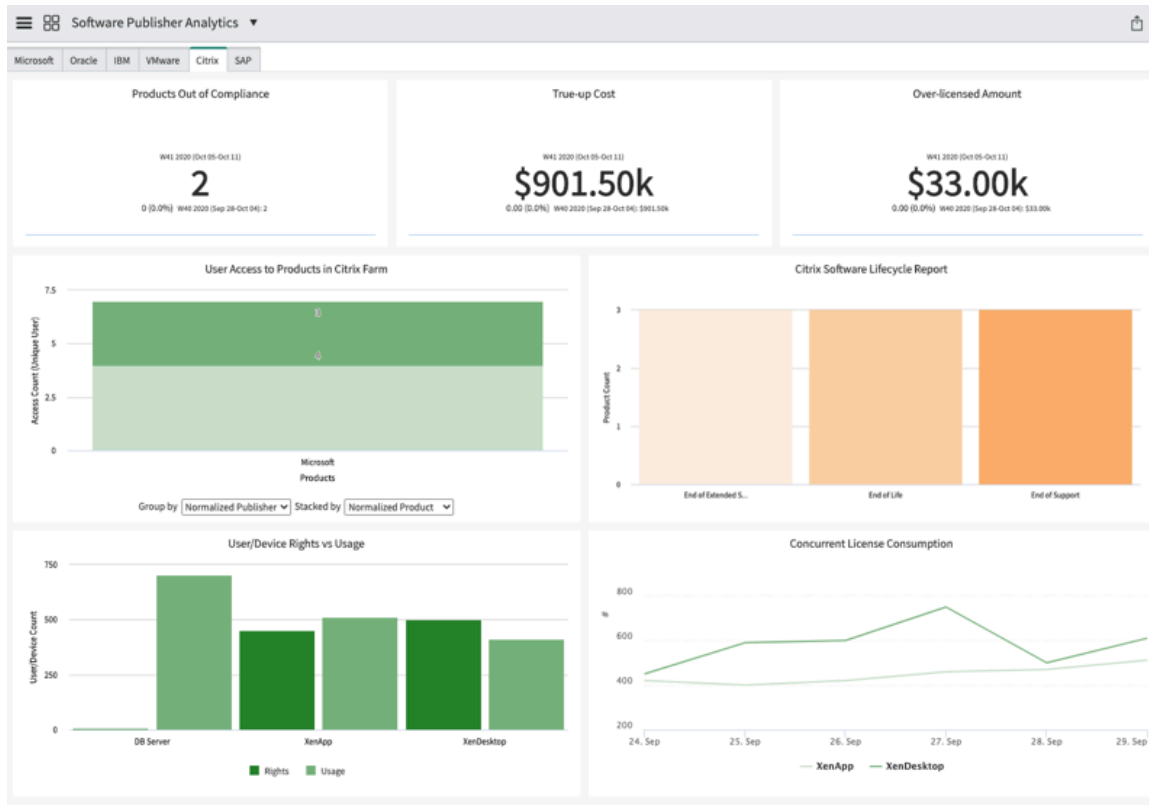 Software Publisher Analytics ▼
Microsoft Oracle IBM VMware Citrix SAP
Products Out of Compliance
W41 2020 (Oct 05-Oct 11)
2
0 (0.0%) W40 2020 (Sep 28-Oct 04): 2
True-up Cost
W41 2020 (Oct 05-Oct 11)
$901.50k
0.00 (0.0%) W40 2020 (Sep 28-Oct 04): $901.50k
Over-licensed Amount
W41 2020 (Oct 05-Oct 11)
$33.00k
0.00 (0.0%) W40 2020 (Sep 28-Oct 04): $33.00k
User Access to Products in Citrix Farm
Access Count (Unique User)
7.5
5
2.5
0
3
4
Microsoft
Products
Group by Normalized Publisher Stacked by Normalized Product
Citrix Software Lifecycle Report
Product Count
3
2
1
0
End of Extended S... End of Life End of Support
User/Device Rights vs Usage
User/Device Count
750
500
250
0
DB Server XenApp XenDesktop
Rights Usage
Concurrent License Consumption
#
800
600
400
200
24. Sep 25. Sep 26. Sep 27. Sep 28. Sep 29. Sep
XenApp XenDesktop